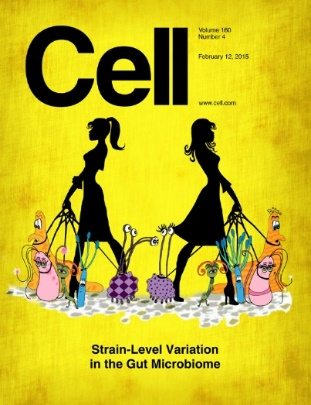 Cell
Volume 160
Number 4
February 12, 2015
www.cell.com
Strain-Level Variation
in the Gut Microbiome